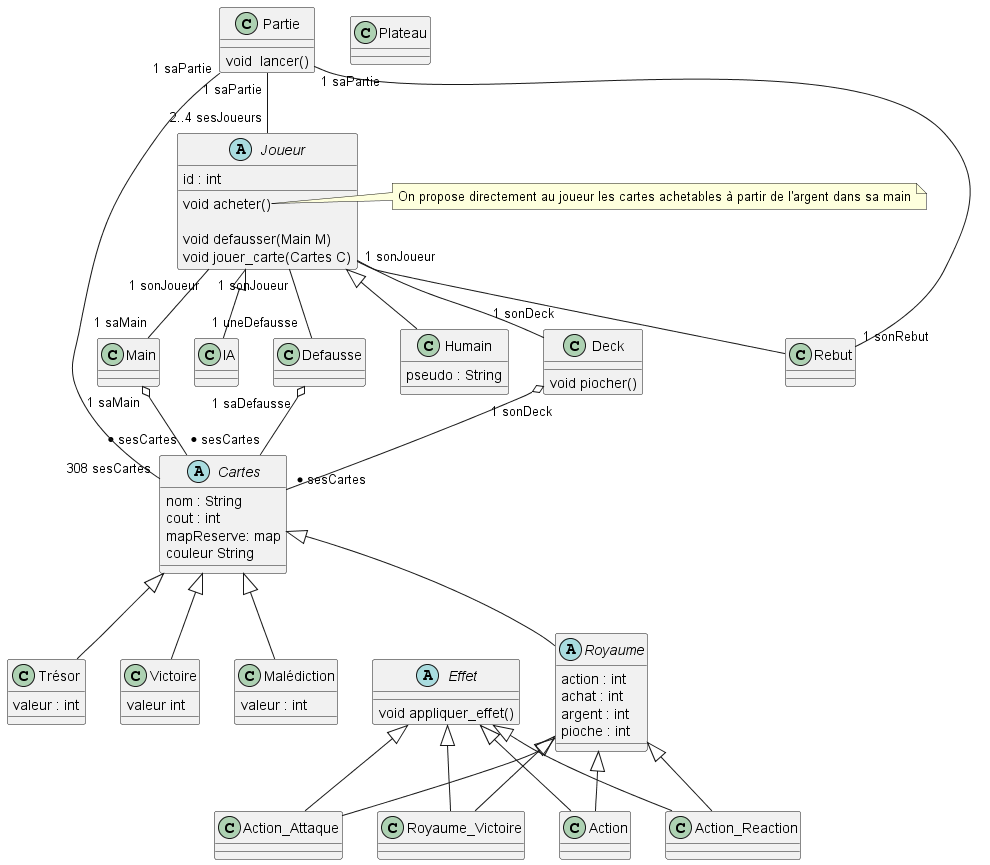 C Partie
void lancer()
C Plateau
1 saPartie
1 saPartie
1 saPartie
2..4 sesJoueurs
A Joueur
id : int
void acheter()
On propose directement au joueur les cartes achetables à partir de l'argent dans sa main
void defausser(Main M)
void jouer_carte(Cartes C)
1 sonJoueur
1 sonJoueur
1 sonJoueur
1 saMain
1 uneDefausse
1 sonDeck
1 sonRebut
C Main
C IA
C Defausse
C Humain
pseudo : String
C Deck
void piocher()
C Rebut
1 saMain
1 saDefausse
1 sonDeck
* sesCartes
* sesCartes
308 sesCartes
* sesCartes
A Cartes
nom : String
cout : int
mapReserve: map
couleur String
C Trésor
valeur : int
C Victoire
valeur int
C Malédiction
valeur : int
A Effet
void appliquer_effet()
A Royaume
action : int
achat : int
argent : int
pioche : int
C Action_Attaque
C Royaume_Victoire
C Action
C Action_Reaction